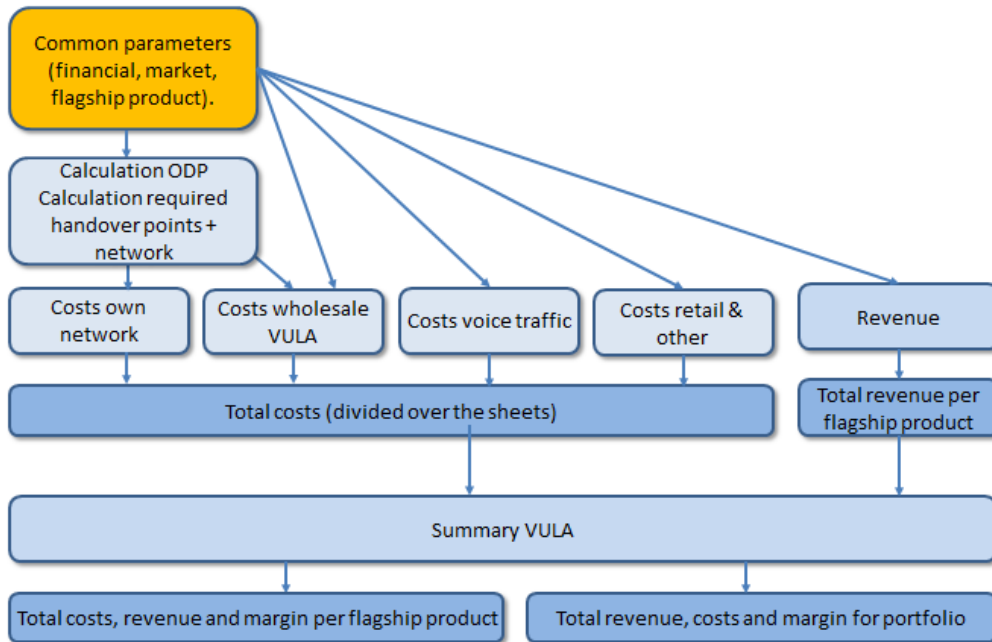 Common parameters
(financial, market,
flagship product).
Calculation ODP
Calculation required
handover points +
network
Costs own
network
Costs wholesale
VULA
Costs voice traffic
Costs retail &
other
Revenue
Total costs (divided over the sheets)
Total revenue per
flagship product
Summary VULA
Total costs, revenue and margin per flagship product
Total revenue, costs and margin for portfolio